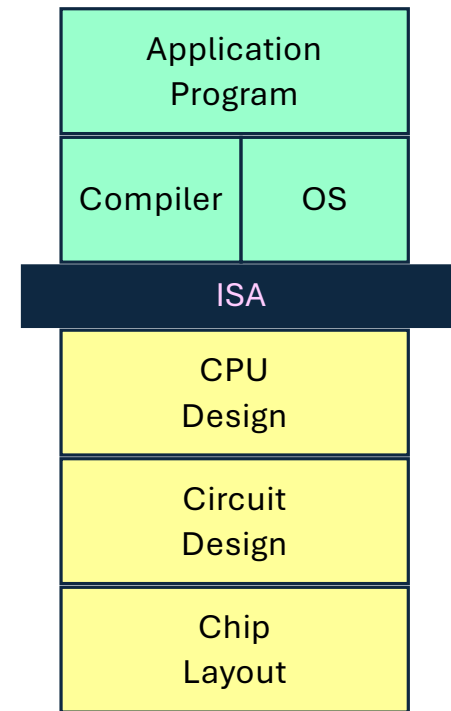 Application
Program
Compiler
OS
ISA
CPU
Design
Circuit
Design
Chip
Layout